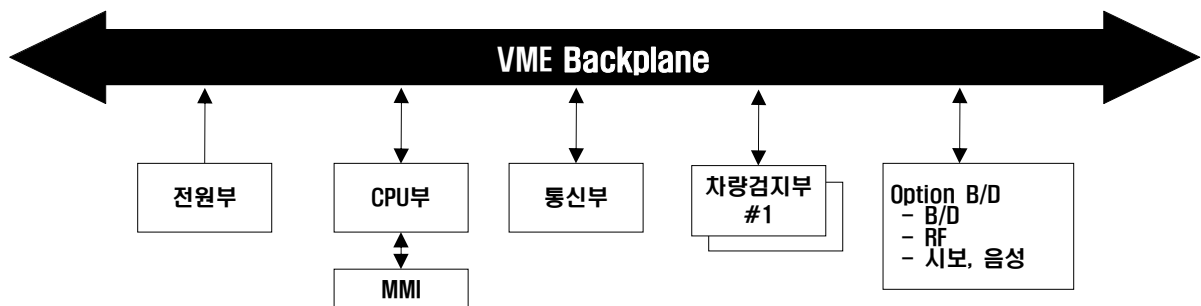 VME Backplane
전원부
CPU부
통신부
차량검지부
#1
Option B/D
- B/D
- RF
- 시보, 음성
MMI